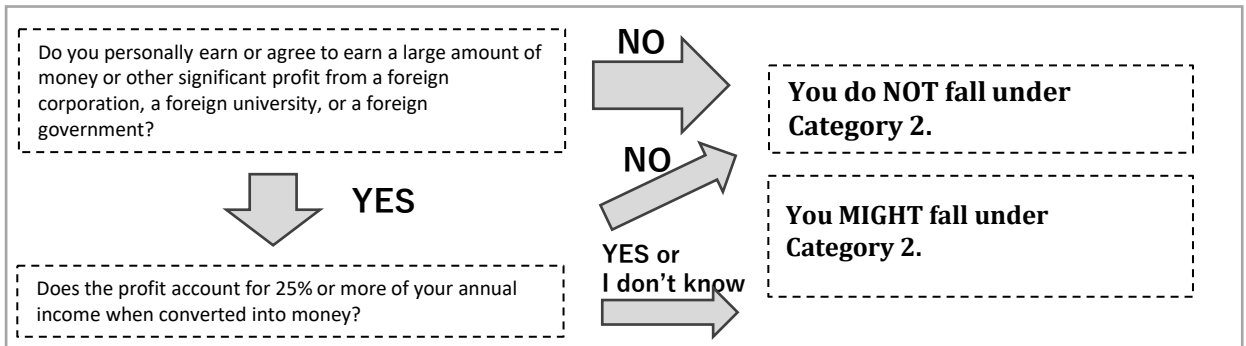 Do you personally earn or agree to earn a large amount of
money or other significant profit from a foreign
corporation, a foreign university, or a foreign
government?
NO
You do NOT fall under
Category 2.
NO
YES
You MIGHT fall under
Category 2.
YES or
I don't know
Does the profit account for 25% or more of your annual
income when converted into money?